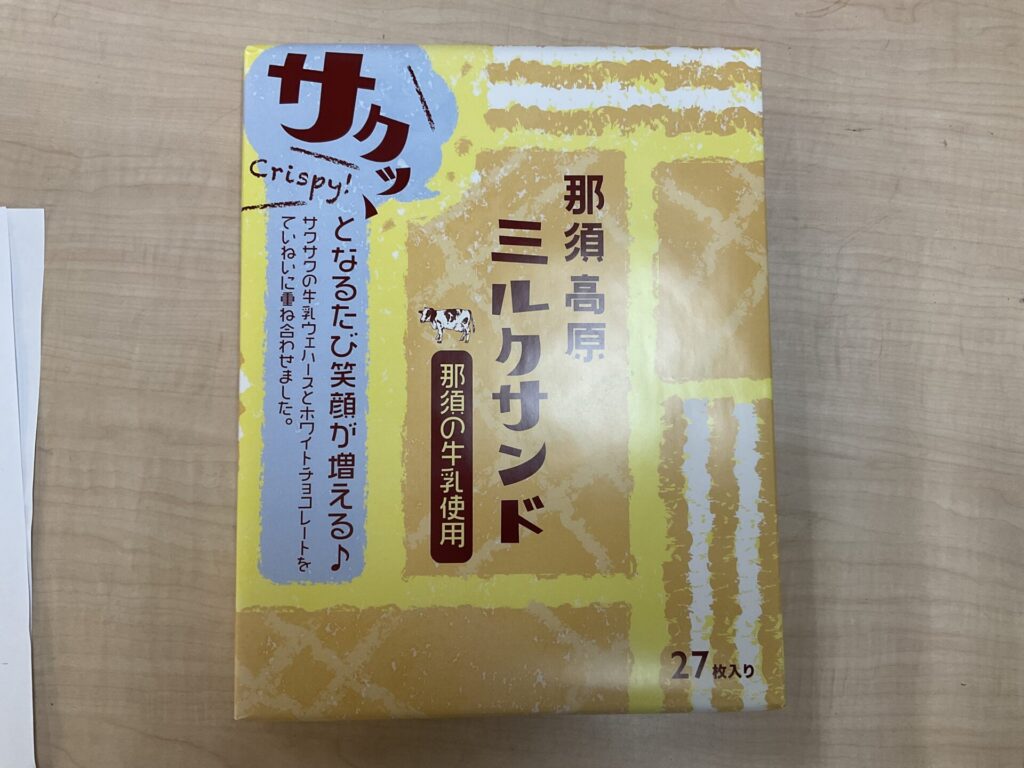 那須高原
ミルクサンド
那須の牛乳使用
サクッ
Crispy!
となるたび笑顔が増える♪
サクサクの牛乳ウェハースとホワイトチョコレートを
ていねいに重ね合わせました。
27枚入り